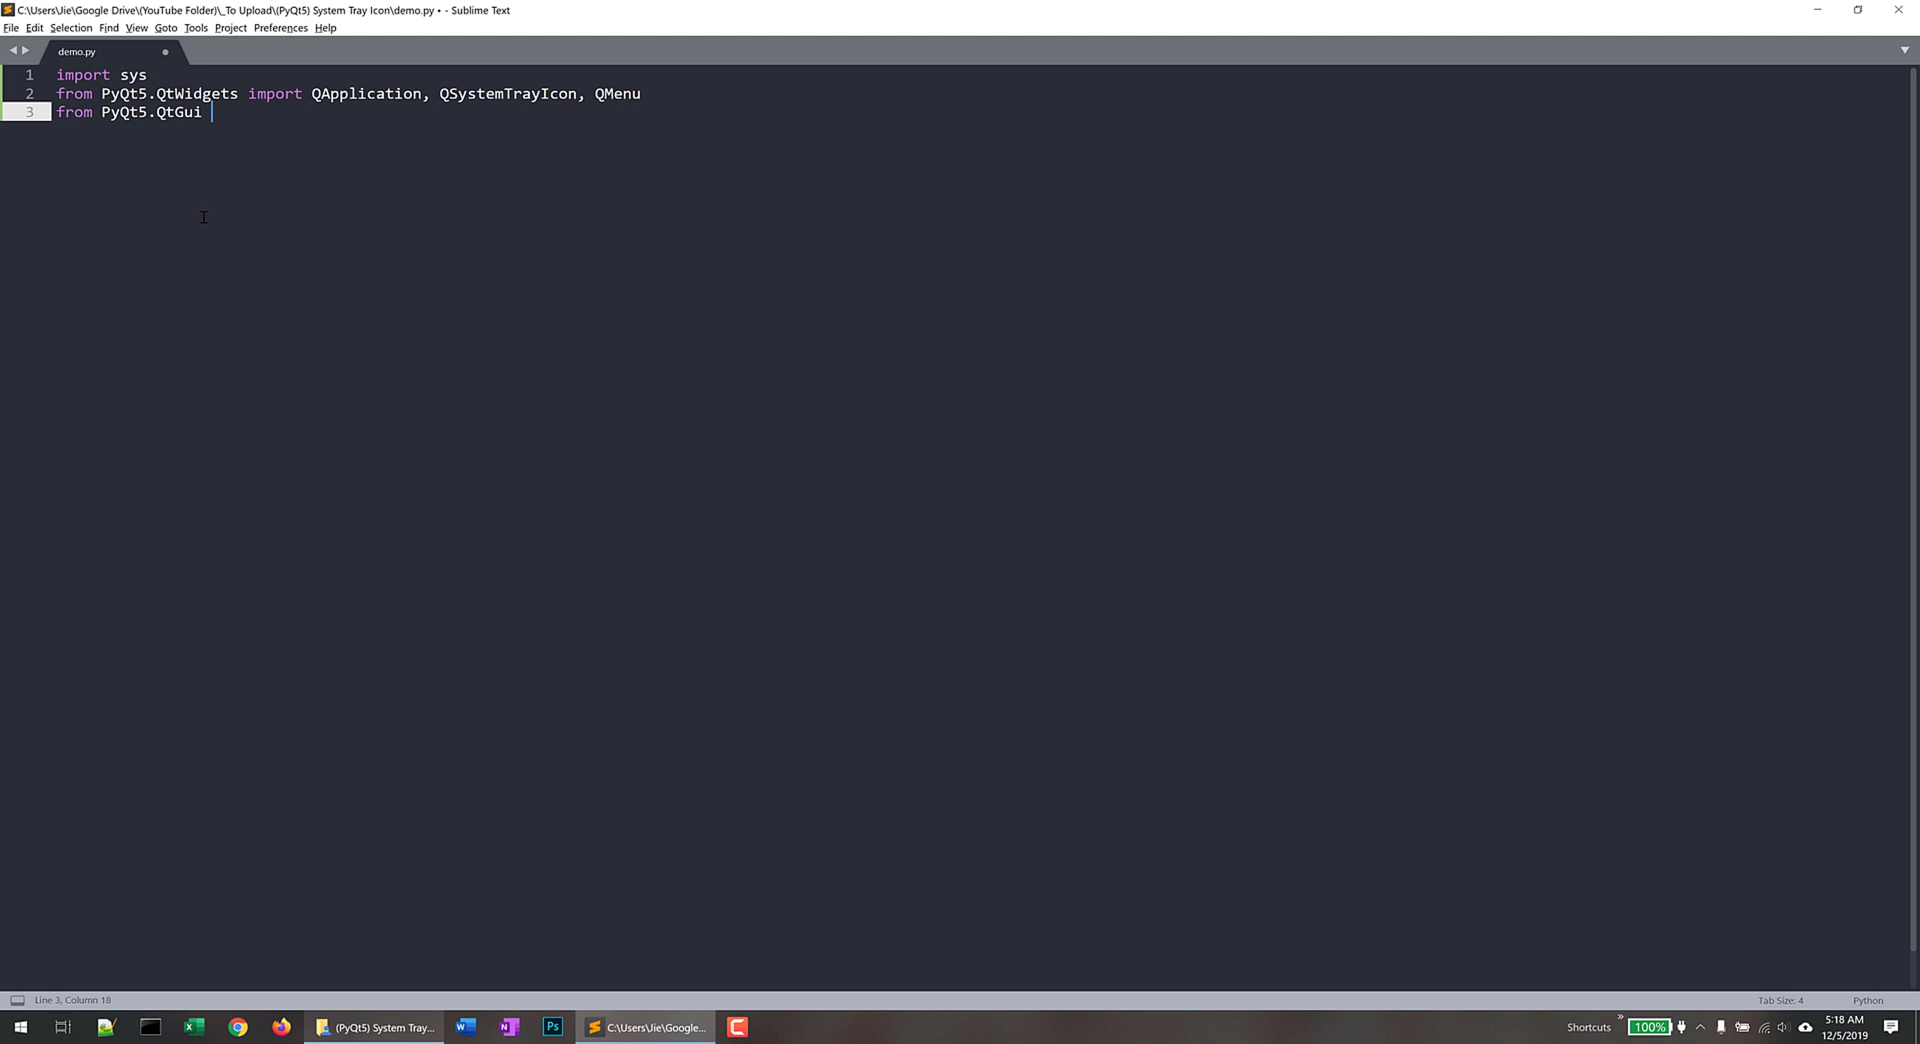 C:\Users\Jie\Google Drive\(YouTube Folder)\_To Upload\(PyQt5) System Tray Icon\demo.py • - Sublime Text
File Edit Selection Find View Goto Tools Project Preferences Help
demo.py
1 import sys
2 from PyQt5.QtWidgets import QApplication, QSystemTrayIcon, QMenu
3 from PyQt5.QtGui
Line 3, Column 18 Tab Size: 4 Python
X W N Ps (PyQt5) System Tray... C:\Users\Jie\Google... Shortcuts » 100% 5:18 AM
12/5/2019